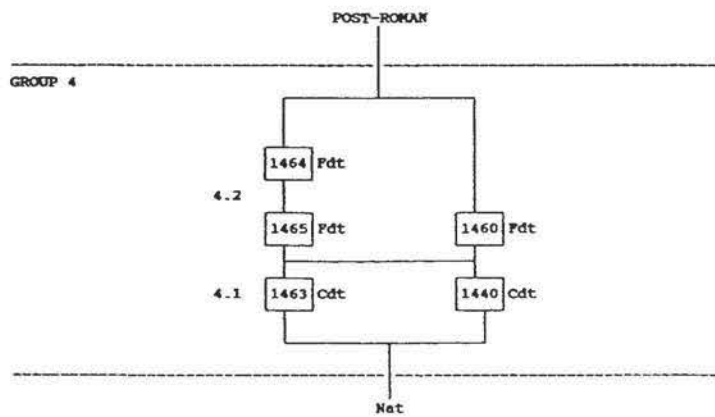 POST-ROMAN
GROUP 4
1464 Fdt
4.2
1465 Fdt 1460 Fdt
4.1 1463 Cdt 1440 Cdt
Nat